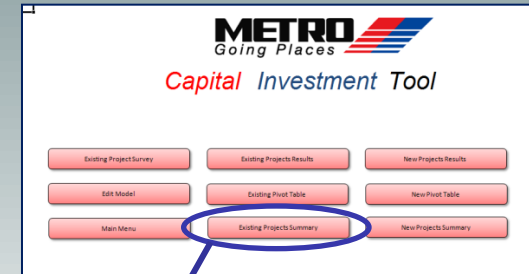 METRO
Going Places
Capital Investment Tool
Existing Project Survey
Existing Projects Results
New Projects Results
Edit Model
Existing Pivot Table
New Pivot Table
Main Menu
Existing Projects Summary
New Projects Summary